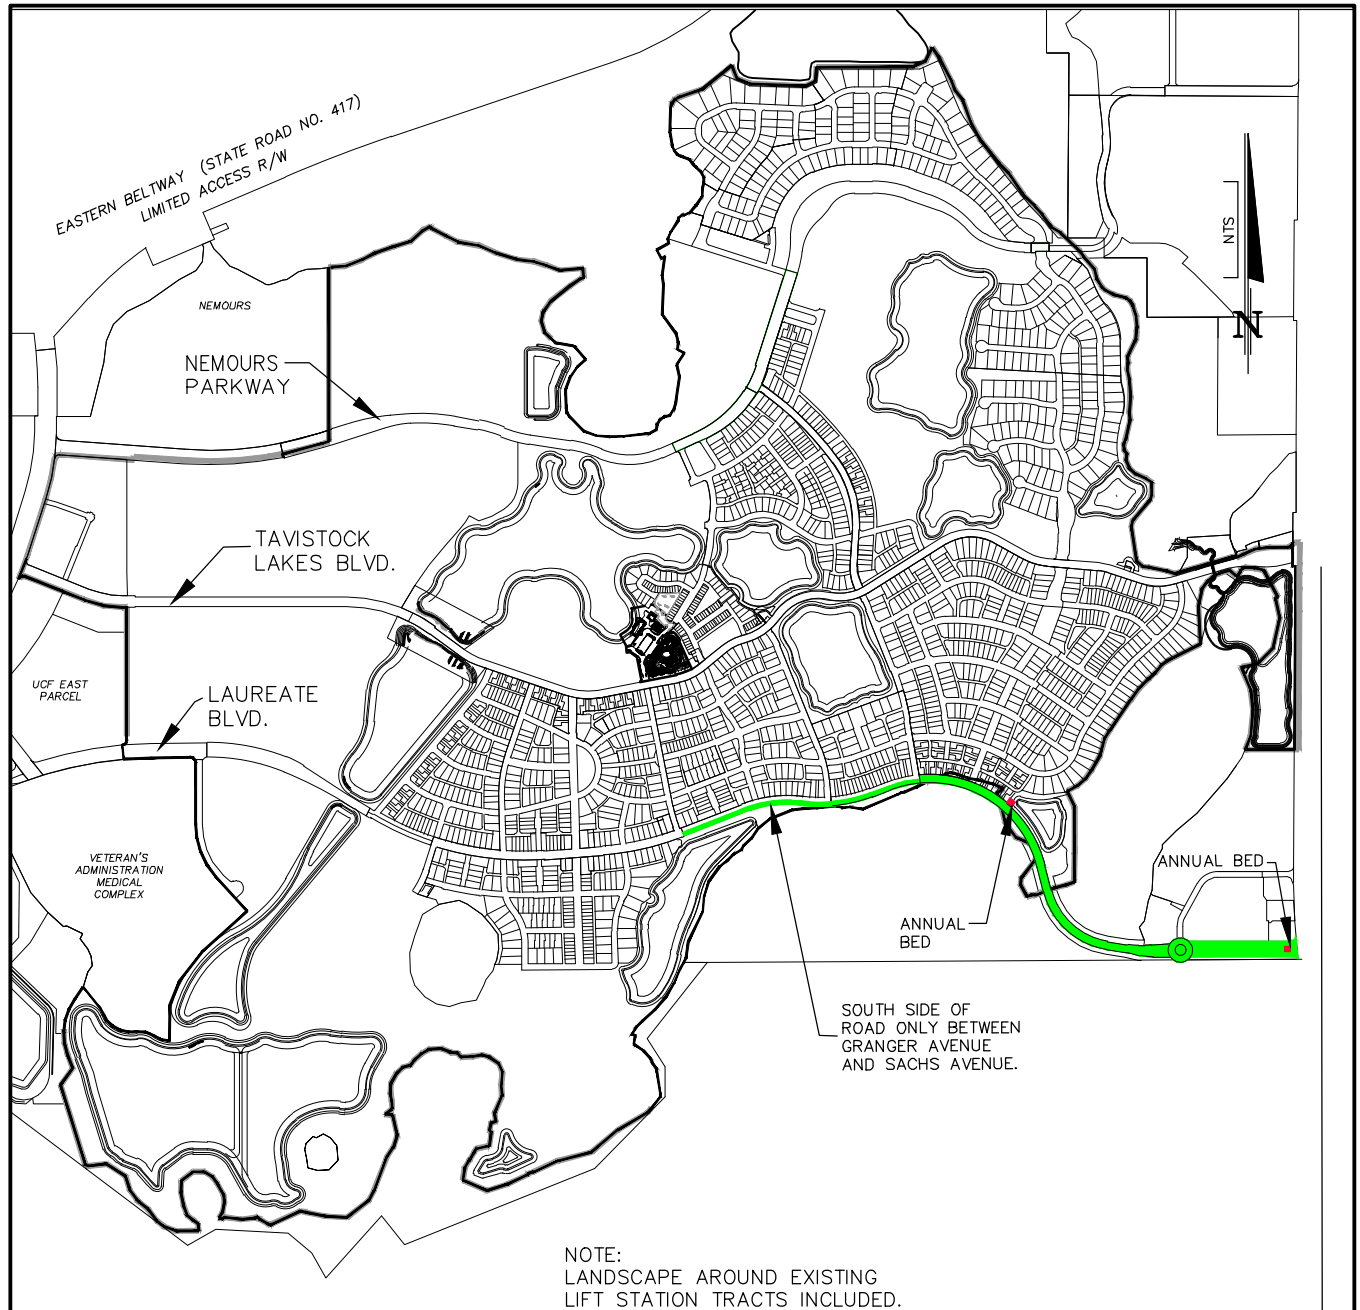 EASTERN BELTWAY (STATE ROAD NO. 417)
LIMITED ACCESS R/W
NTS
N
NEMOURS
NEMOURS
PARKWAY
TAVISTOCK
LAKES BLVD.
UCF EAST
PARCEL
LAUREATE
BLVD.
VETERAN'S
ADMINISTRATION
MEDICAL
COMPLEX
ANNUAL BED
ANNUAL
BED
SOUTH SIDE OF
ROAD ONLY BETWEEN
GRANGER AVENUE
AND SACHS AVENUE.
NOTE:
LANDSCAPE AROUND EXISTING
LIFT STATION TRACTS INCLUDED.